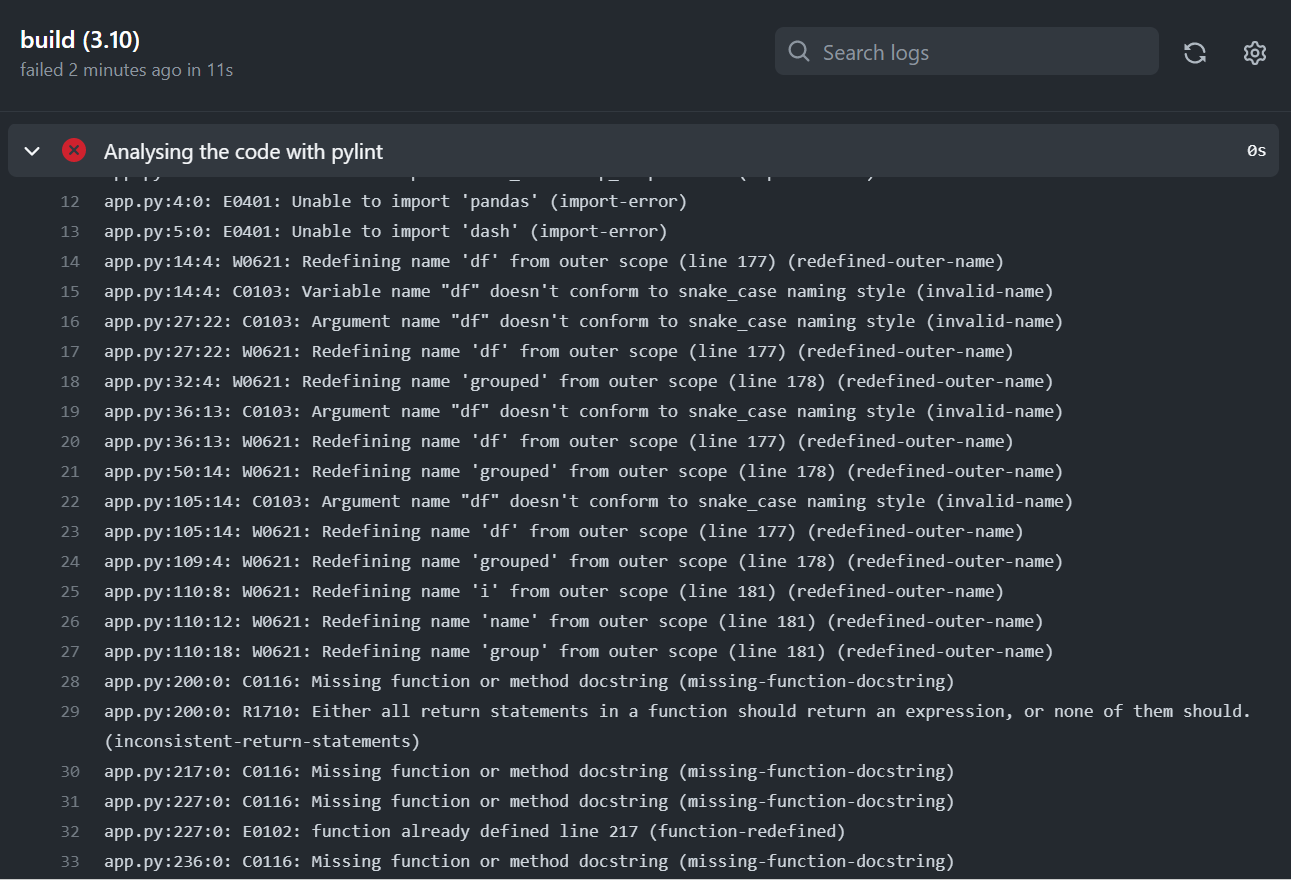 build (3.10)
failed 2 minutes ago in 11s
Search logs
Analysing the code with pylint
0s
12 app.py:4:0: E0401: Unable to import 'pandas' (import-error)
13 app.py:5:0: E0401: Unable to import 'dash' (import-error)
14 app.py:14:4: W0621: Redefining name 'df' from outer scope (line 177) (redefined-outer-name)
15 app.py:14:4: C0103: Variable name "df" doesn't conform to snake_case naming style (invalid-name)
16 app.py:27:22: C0103: Argument name "df" doesn't conform to snake_case naming style (invalid-name)
17 app.py:27:22: W0621: Redefining name 'df' from outer scope (line 177) (redefined-outer-name)
18 app.py:32:4: W0621: Redefining name 'grouped' from outer scope (line 178) (redefined-outer-name)
19 app.py:36:13: C0103: Argument name "df" doesn't conform to snake_case naming style (invalid-name)
20 app.py:36:13: W0621: Redefining name 'df' from outer scope (line 177) (redefined-outer-name)
21 app.py:50:14: W0621: Redefining name 'grouped' from outer scope (line 178) (redefined-outer-name)
22 app.py:105:14: C0103: Argument name "df" doesn't conform to snake_case naming style (invalid-name)
23 app.py:105:14: W0621: Redefining name 'df' from outer scope (line 177) (redefined-outer-name)
24 app.py:109:4: W0621: Redefining name 'grouped' from outer scope (line 178) (redefined-outer-name)
25 app.py:110:8: W0621: Redefining name 'i' from outer scope (line 181) (redefined-outer-name)
26 app.py:110:12: W0621: Redefining name 'name' from outer scope (line 181) (redefined-outer-name)
27 app.py:110:18: W0621: Redefining name 'group' from outer scope (line 181) (redefined-outer-name)
28 app.py:200:0: C0116: Missing function or method docstring (missing-function-docstring)
29 app.py:200:0: R1710: Either all return statements in a function should return an expression, or none of them should.
(inconsistent-return-statements)
30 app.py:217:0: C0116: Missing function or method docstring (missing-function-docstring)
31 app.py:227:0: C0116: Missing function or method docstring (missing-function-docstring)
32 app.py:227:0: E0102: function already defined line 217 (function-redefined)
33 app.py:236:0: C0116: Missing function or method docstring (missing-function-docstring)